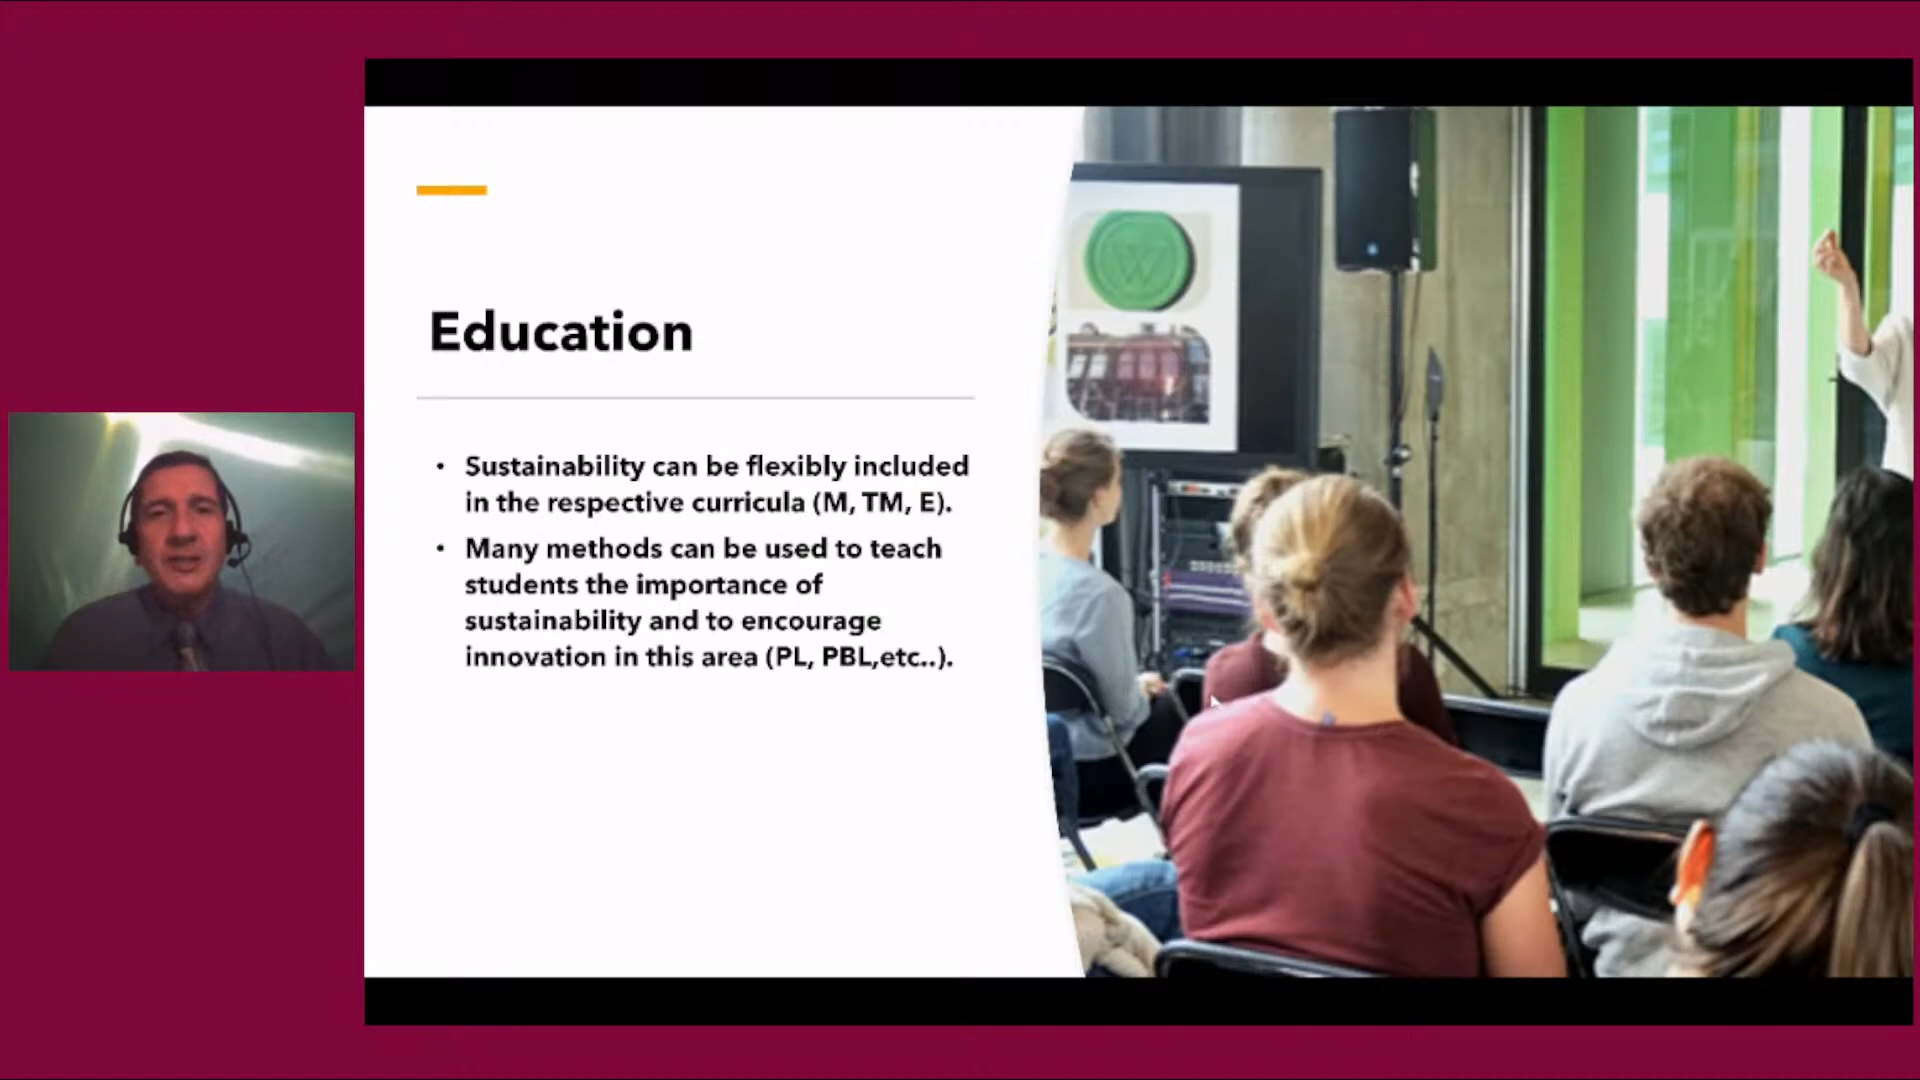 Education
• Sustainability can be flexibly included
in the respective curricula (M, TM, E).
• Many methods can be used to teach
students the importance of
sustainability and to encourage
innovation in this area (PL, PBL,etc..).
W